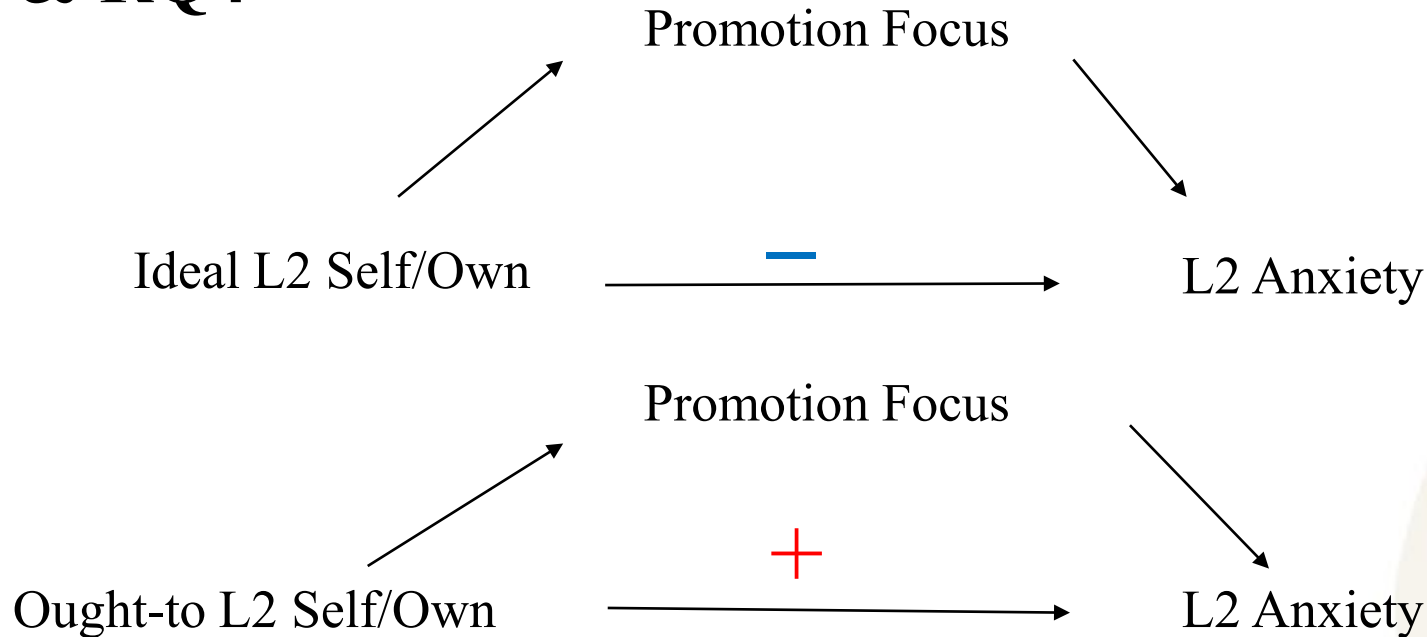 Promotion Focus
Ideal L2 Self/Own
−
L2 Anxiety
Promotion Focus
+
Ought-to L2 Self/Own
L2 Anxiety